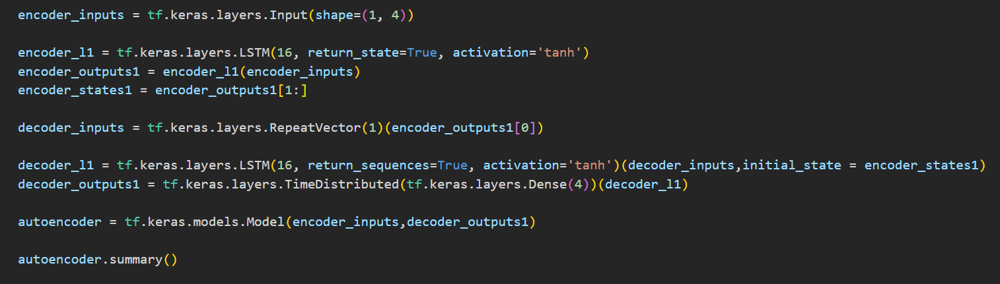 encoder_inputs = tf.keras.layers.Input(shape=(1, 4))
encoder_l1 = tf.keras.layers.LSTM(16, return_state=True, activation='tanh')
encoder_outputs1 = encoder_l1(encoder_inputs)
encoder_states1 = encoder_outputs1[1:]
decoder_inputs = tf.keras.layers.RepeatVector(1)(encoder_outputs1[0])
decoder_l1 = tf.keras.layers.LSTM(16, return_sequences=True, activation='tanh')(decoder_inputs,initial_state = encoder_states1)
decoder_outputs1 = tf.keras.layers.TimeDistributed(tf.keras.layers.Dense(4))(decoder_l1)
autoencoder = tf.keras.models.Model(encoder_inputs,decoder_outputs1)
autoencoder.summary()